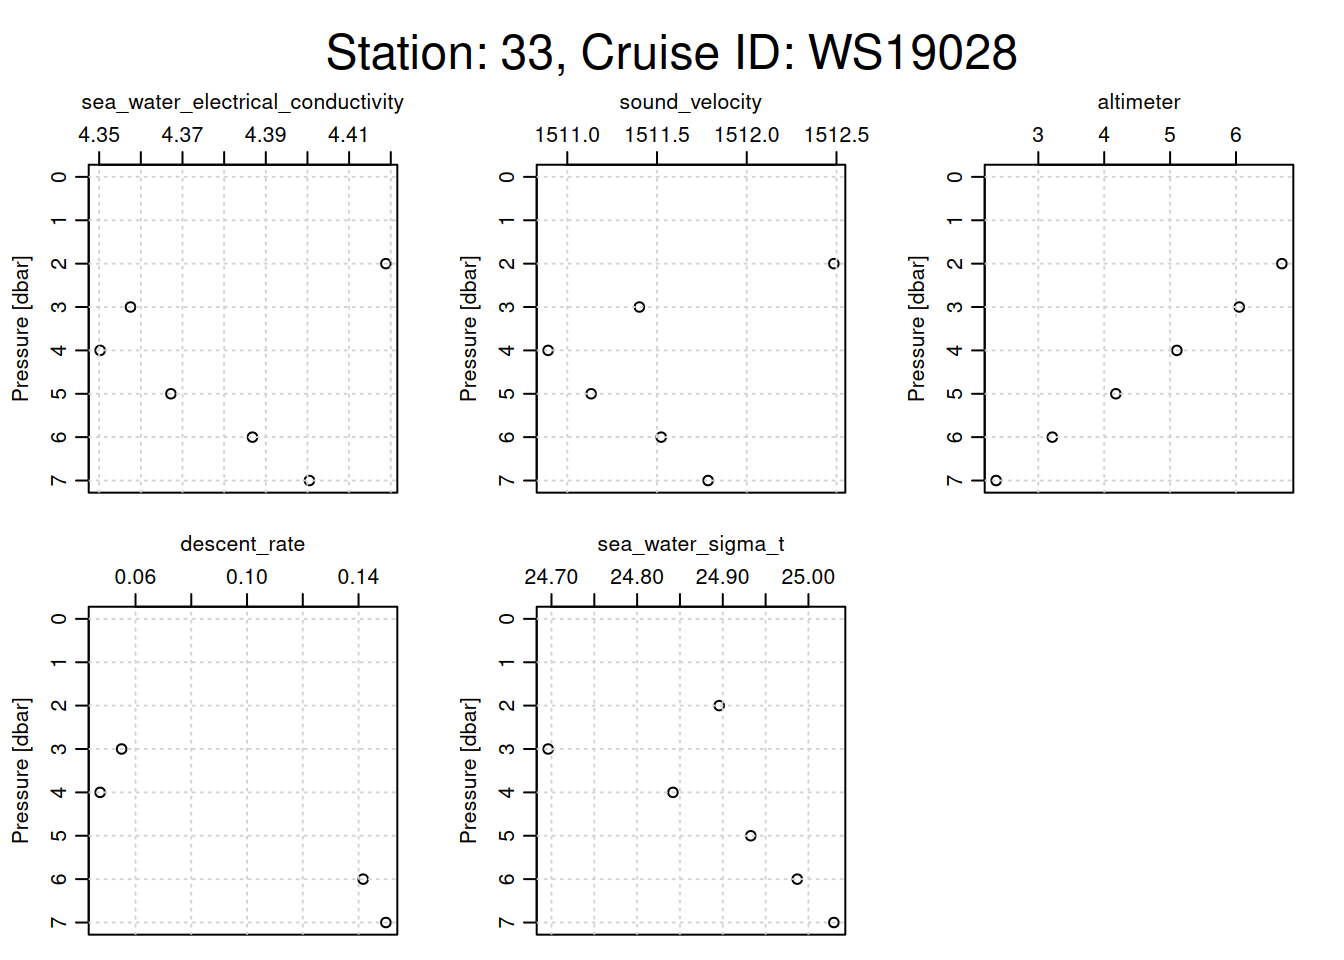 Station: 33, Cruise ID: WS19028
sea_water_electrical_conductivity
4.35 4.37 4.39 4.41
Pressure [dbar]
0
1
2
3
4
5
6
7
sound_velocity
1511.0 1511.5 1512.0 1512.5
Pressure [dbar]
0
1
2
3
4
5
6
7
altimeter
3 4 5 6
Pressure [dbar]
0
1
2
3
4
5
6
7
descent_rate
0.06 0.10 0.14
Pressure [dbar]
0
1
2
3
4
5
6
7
sea_water_sigma_t
24.70 24.80 24.90 25.00
Pressure [dbar]
0
1
2
3
4
5
6
7